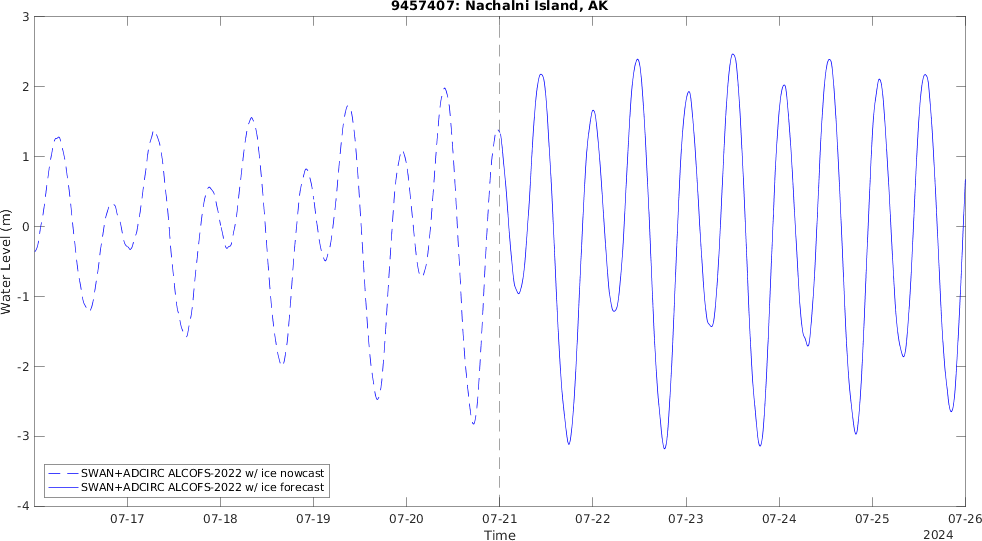 9457407: Nachalni Island, AK
3
2
1
0
-1
-2
-3
-4
Water Level (m)
SWAN+ADCIRC ALCOFS-2022 w/ ice nowcast
SWAN+ADCIRC ALCOFS-2022 w/ ice forecast
07-17 07-18 07-19 07-20 07-21 07-22 07-23 07-24 07-25 07-26
Time
2024